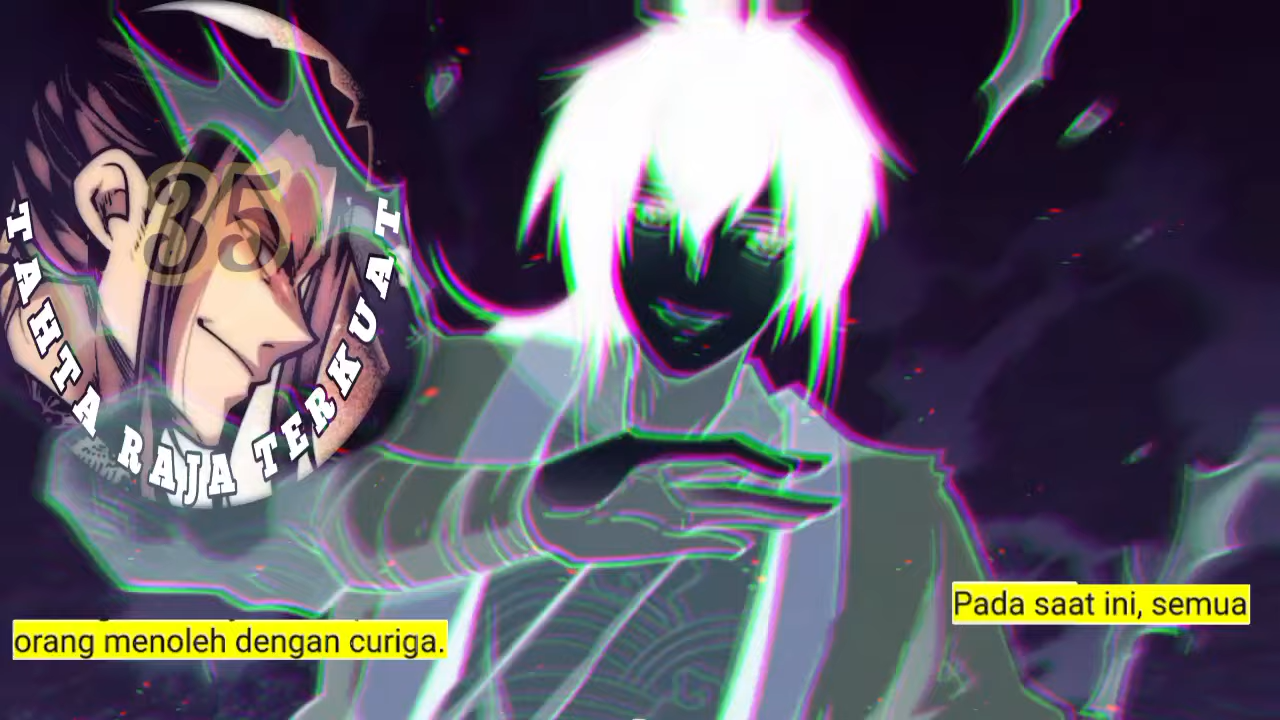 35
TAHTA RAJA TERKUAT
Pada saat ini, semua
orang menoleh dengan curiga.